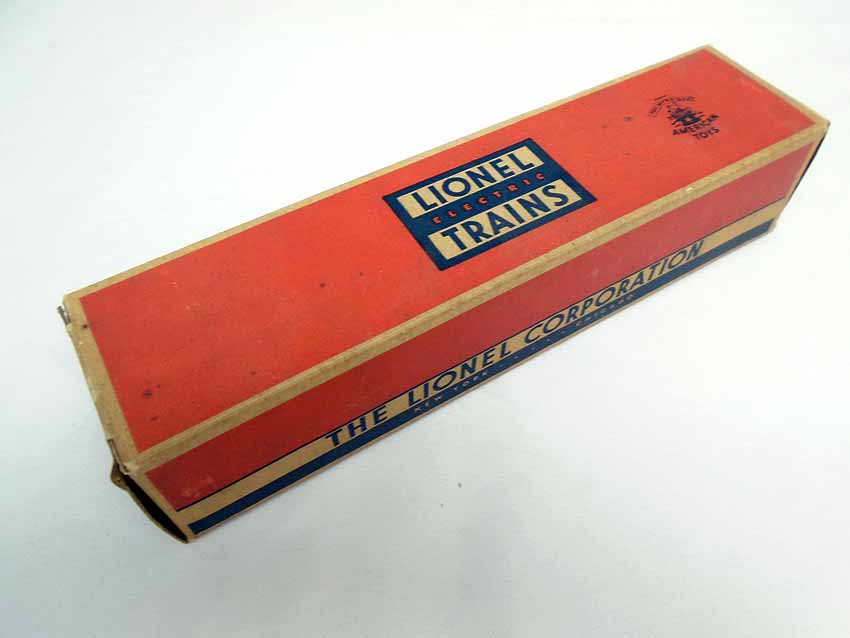 LIONEL
ELECTRIC
TRAINS
AMERICAN
TOYS
THE LIONEL CORPORATION
NEW YORK · · · · CHICAGO